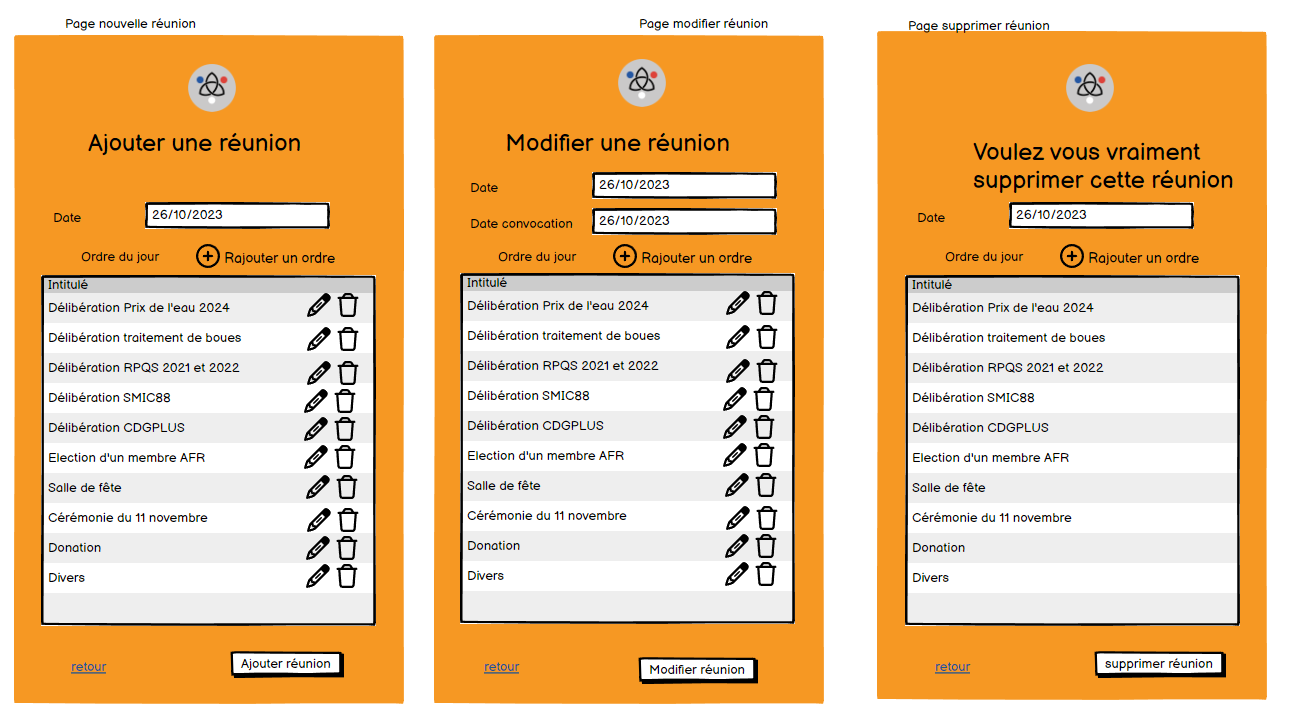 Page nouvelle réunion
Ajouter une réunion
Date
26/10/2023
Ordre du jour
Rajouter un ordre
Intitulé
Délibération Prix de l'eau 2024
Délibération traitement de boues
Délibération RPQS 2021 et 2022
Délibération SMIC88
Délibération CDGPLUS
Election d'un membre AFR
Salle de fête
Cérémonie du 11 novembre
Donation
Divers
retour
Ajouter réunion
Page modifier réunion
Modifier une réunion
Date
26/10/2023
Date convocation
26/10/2023
Ordre du jour
Rajouter un ordre
Intitulé
Délibération Prix de l'eau 2024
Délibération traitement de boues
Délibération RPQS 2021 et 2022
Délibération SMIC88
Délibération CDGPLUS
Election d'un membre AFR
Salle de fête
Cérémonie du 11 novembre
Donation
Divers
retour
Modifier réunion
Page supprimer réunion
Voulez vous vraiment
supprimer cette réunion
Date
26/10/2023
Ordre du jour
Rajouter un ordre
Intitulé
Délibération Prix de l'eau 2024
Délibération traitement de boues
Délibération RPQS 2021 et 2022
Délibération SMIC88
Délibération CDGPLUS
Election d'un membre AFR
Salle de fête
Cérémonie du 11 novembre
Donation
Divers
retour
supprimer réunion